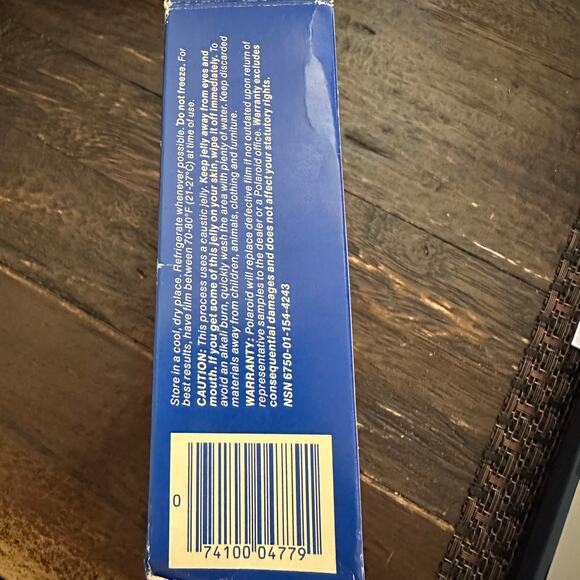 Store in a cool, dry place. Refrigerate whenever possible. Do not freeze. For
best results, have film between 70-80°F (21-27°C) at time of use.
CAUTION: This process uses a caustic jelly. Keep jelly away from eyes and
mouth. If you get some of this jelly on your skin, wipe it off immediately. To
avoid an alkali burn, quickly wash the area with plenty of water. Keep discarded
materials away from children, animals, clothing and furniture.
WARRANTY: Polaroid will replace defective film if not outdated upon return of
representative samples to the dealer or a Polaroid office. Warranty excludes
consequential damages and does not affect your statutory rights.
NSN 6750-01-154-4243
0
74100 04779